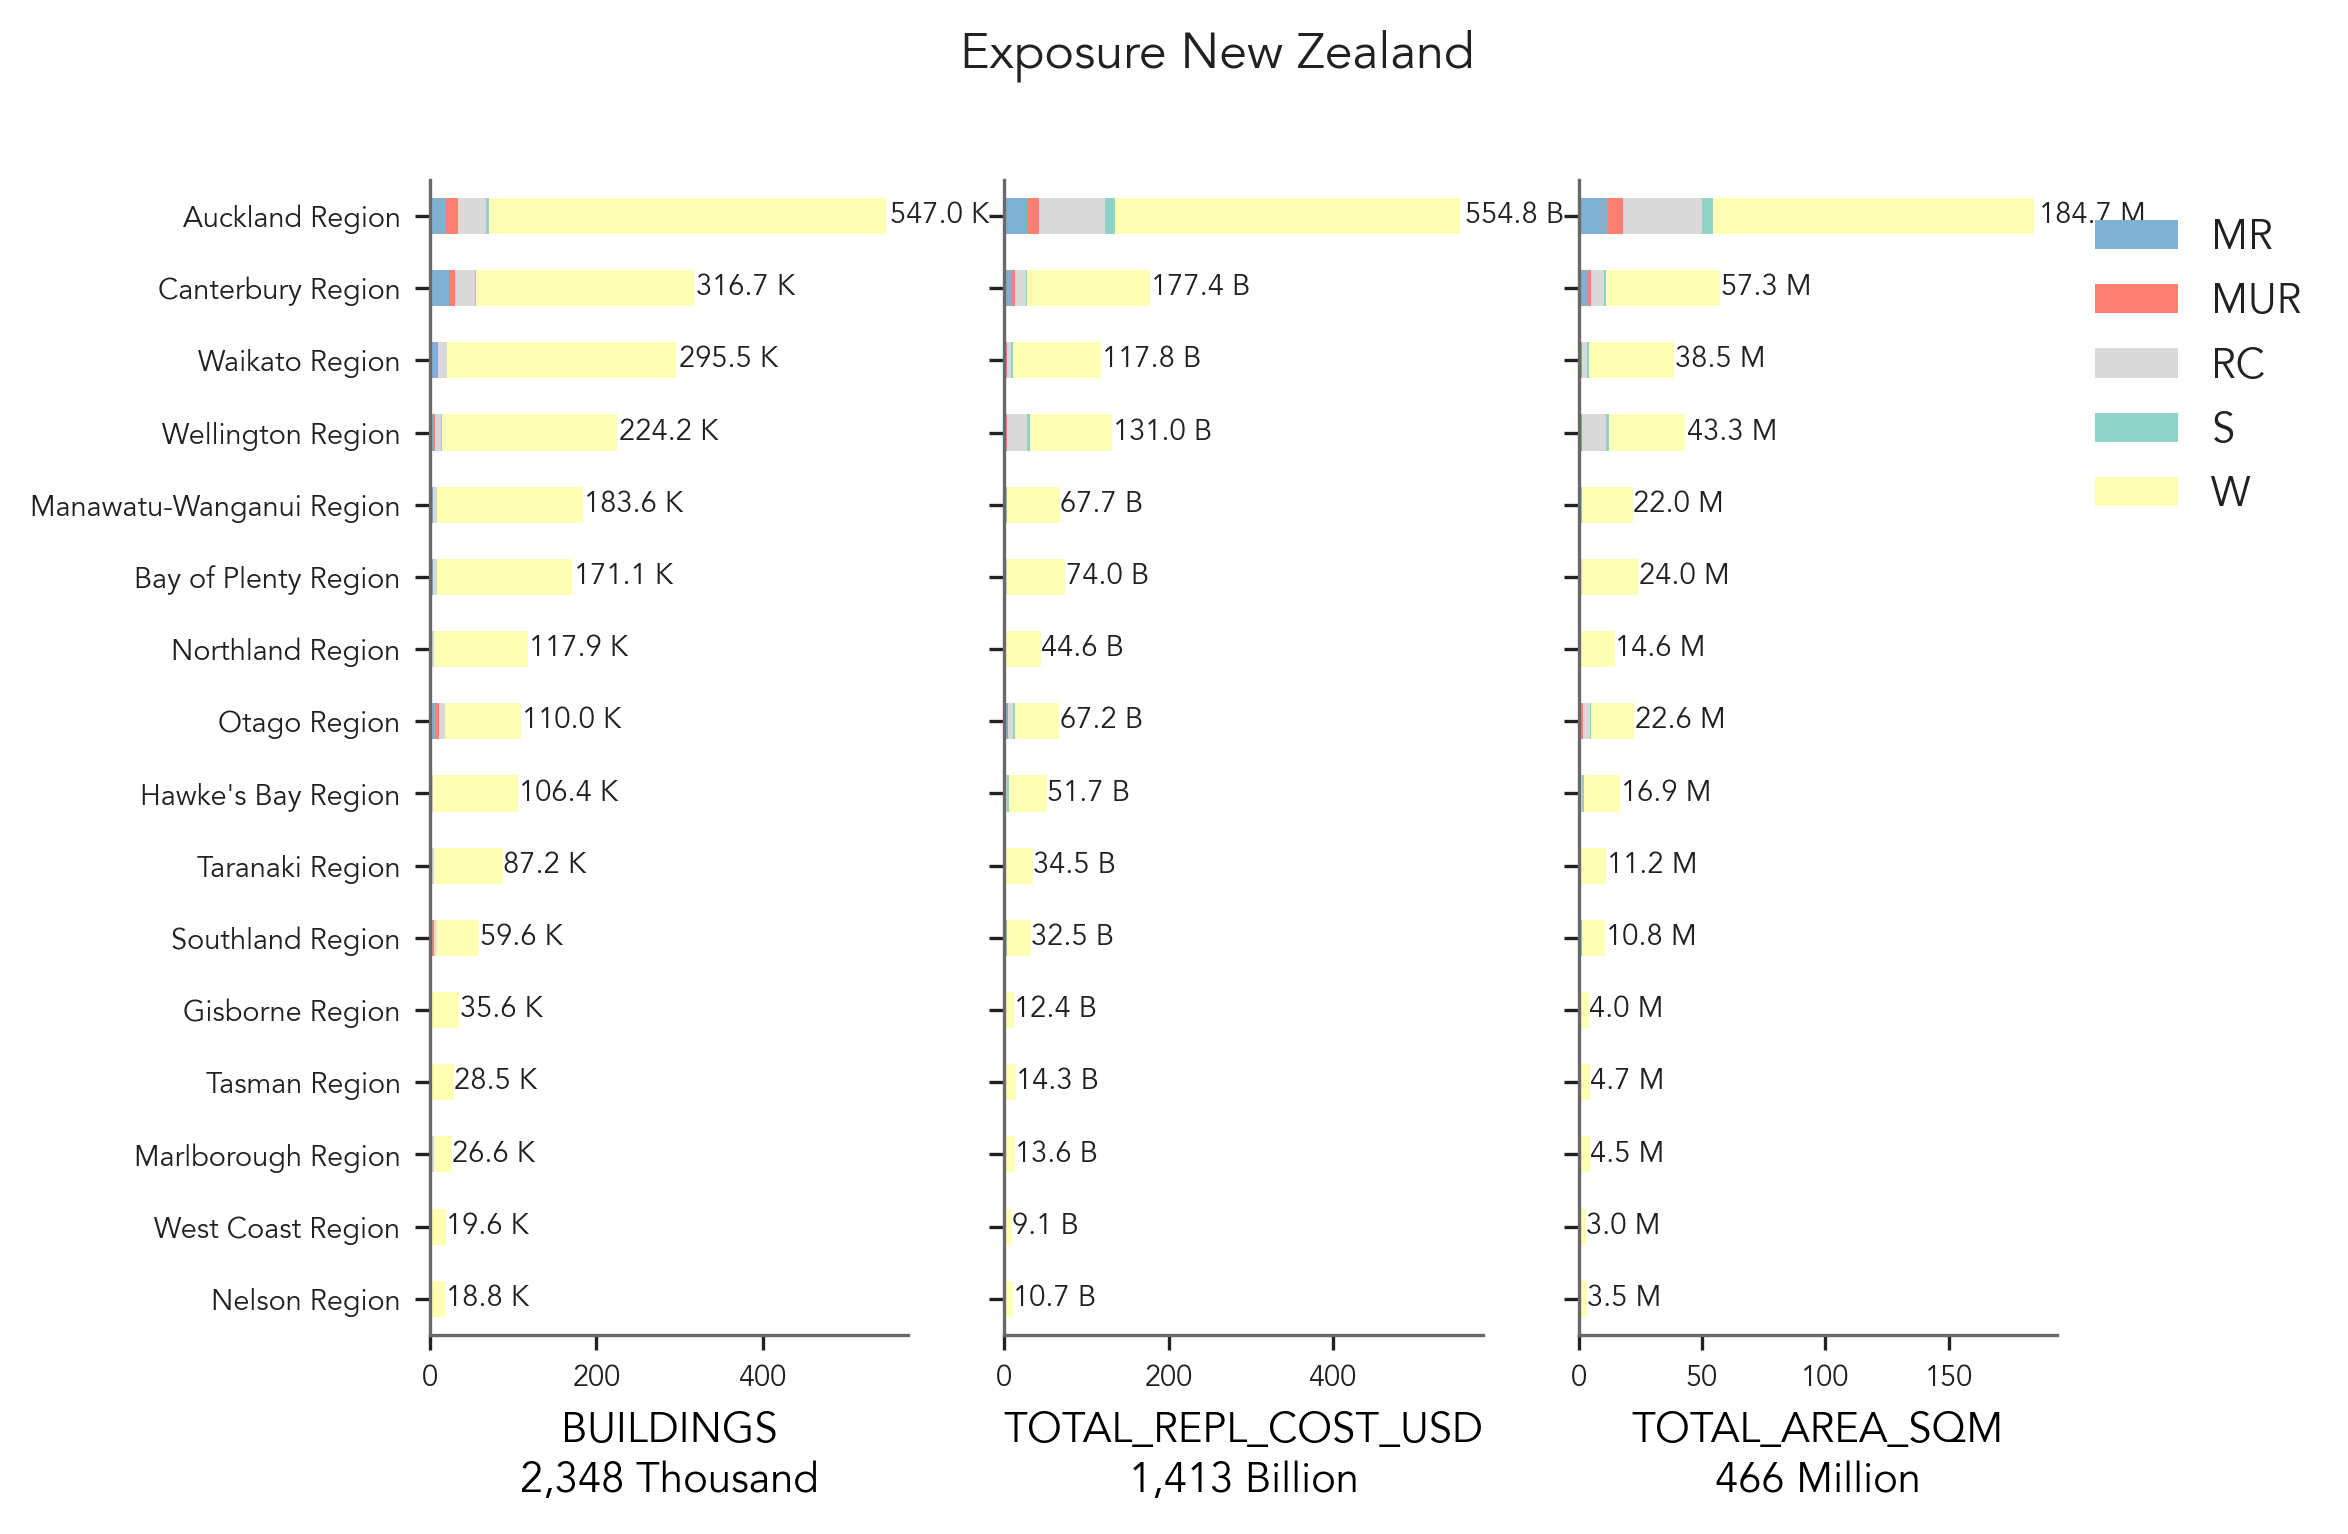 Exposure New Zealand
Auckland Region 547.0 K 554.8 B 184.7 M
Canterbury Region 316.7 K 177.4 B 57.3 M
Waikato Region 295.5 K 117.8 B 38.5 M
Wellington Region 224.2 K 131.0 B 43.3 M
Manawatu-Wanganui Region 183.6 K 67.7 B 22.0 M
Bay of Plenty Region 171.1 K 74.0 B 24.0 M
Northland Region 117.9 K 44.6 B 14.6 M
Otago Region 110.0 K 67.2 B 22.6 M
Hawke's Bay Region 106.4 K 51.7 B 16.9 M
Taranaki Region 87.2 K 34.5 B 11.2 M
Southland Region 59.6 K 32.5 B 10.8 M
Gisborne Region 35.6 K 12.4 B 4.0 M
Tasman Region 28.5 K 14.3 B 4.7 M
Marlborough Region 26.6 K 13.6 B 4.5 M
West Coast Region 19.6 K 9.1 B 3.0 M
Nelson Region 18.8 K 10.7 B 3.5 M
0 200 400 0 200 400 0 50 100 150
BUILDINGS TOTAL_REPL_COST_USD TOTAL_AREA_SQM
2,348 Thousand 1,413 Billion 466 Million
MR
MUR
RC
S
W